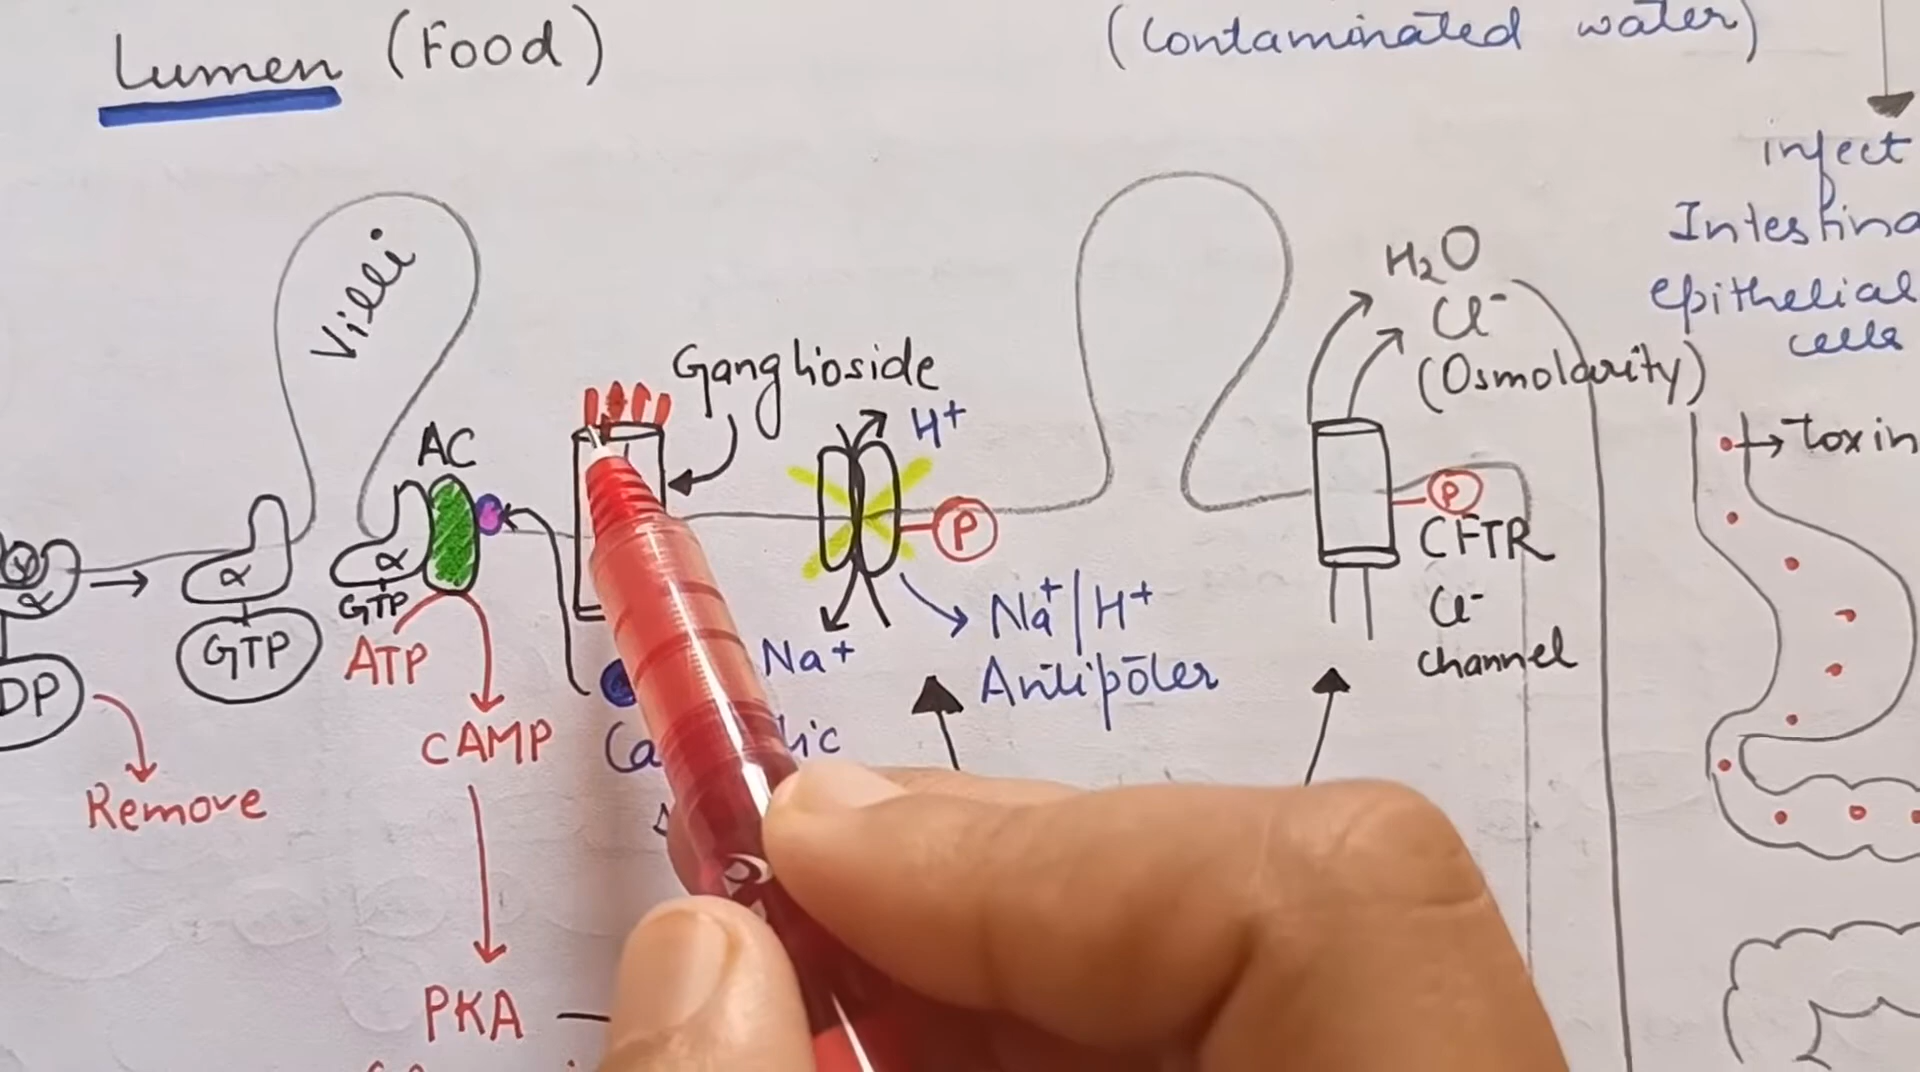 Lumen (Food)
(Contaminated water)
infect
Intestina
epithelial
cells
Villi
H₂O
Cl⁻
(Osmolarity)
Ganglioside
H+
AC
toxin
P
P
CFTR
Cl⁻
channel
α
α
α
GTP
GTP
ATP
Na+/H+
Antipōter
Na+
DP
cAMP
Remove
PKA